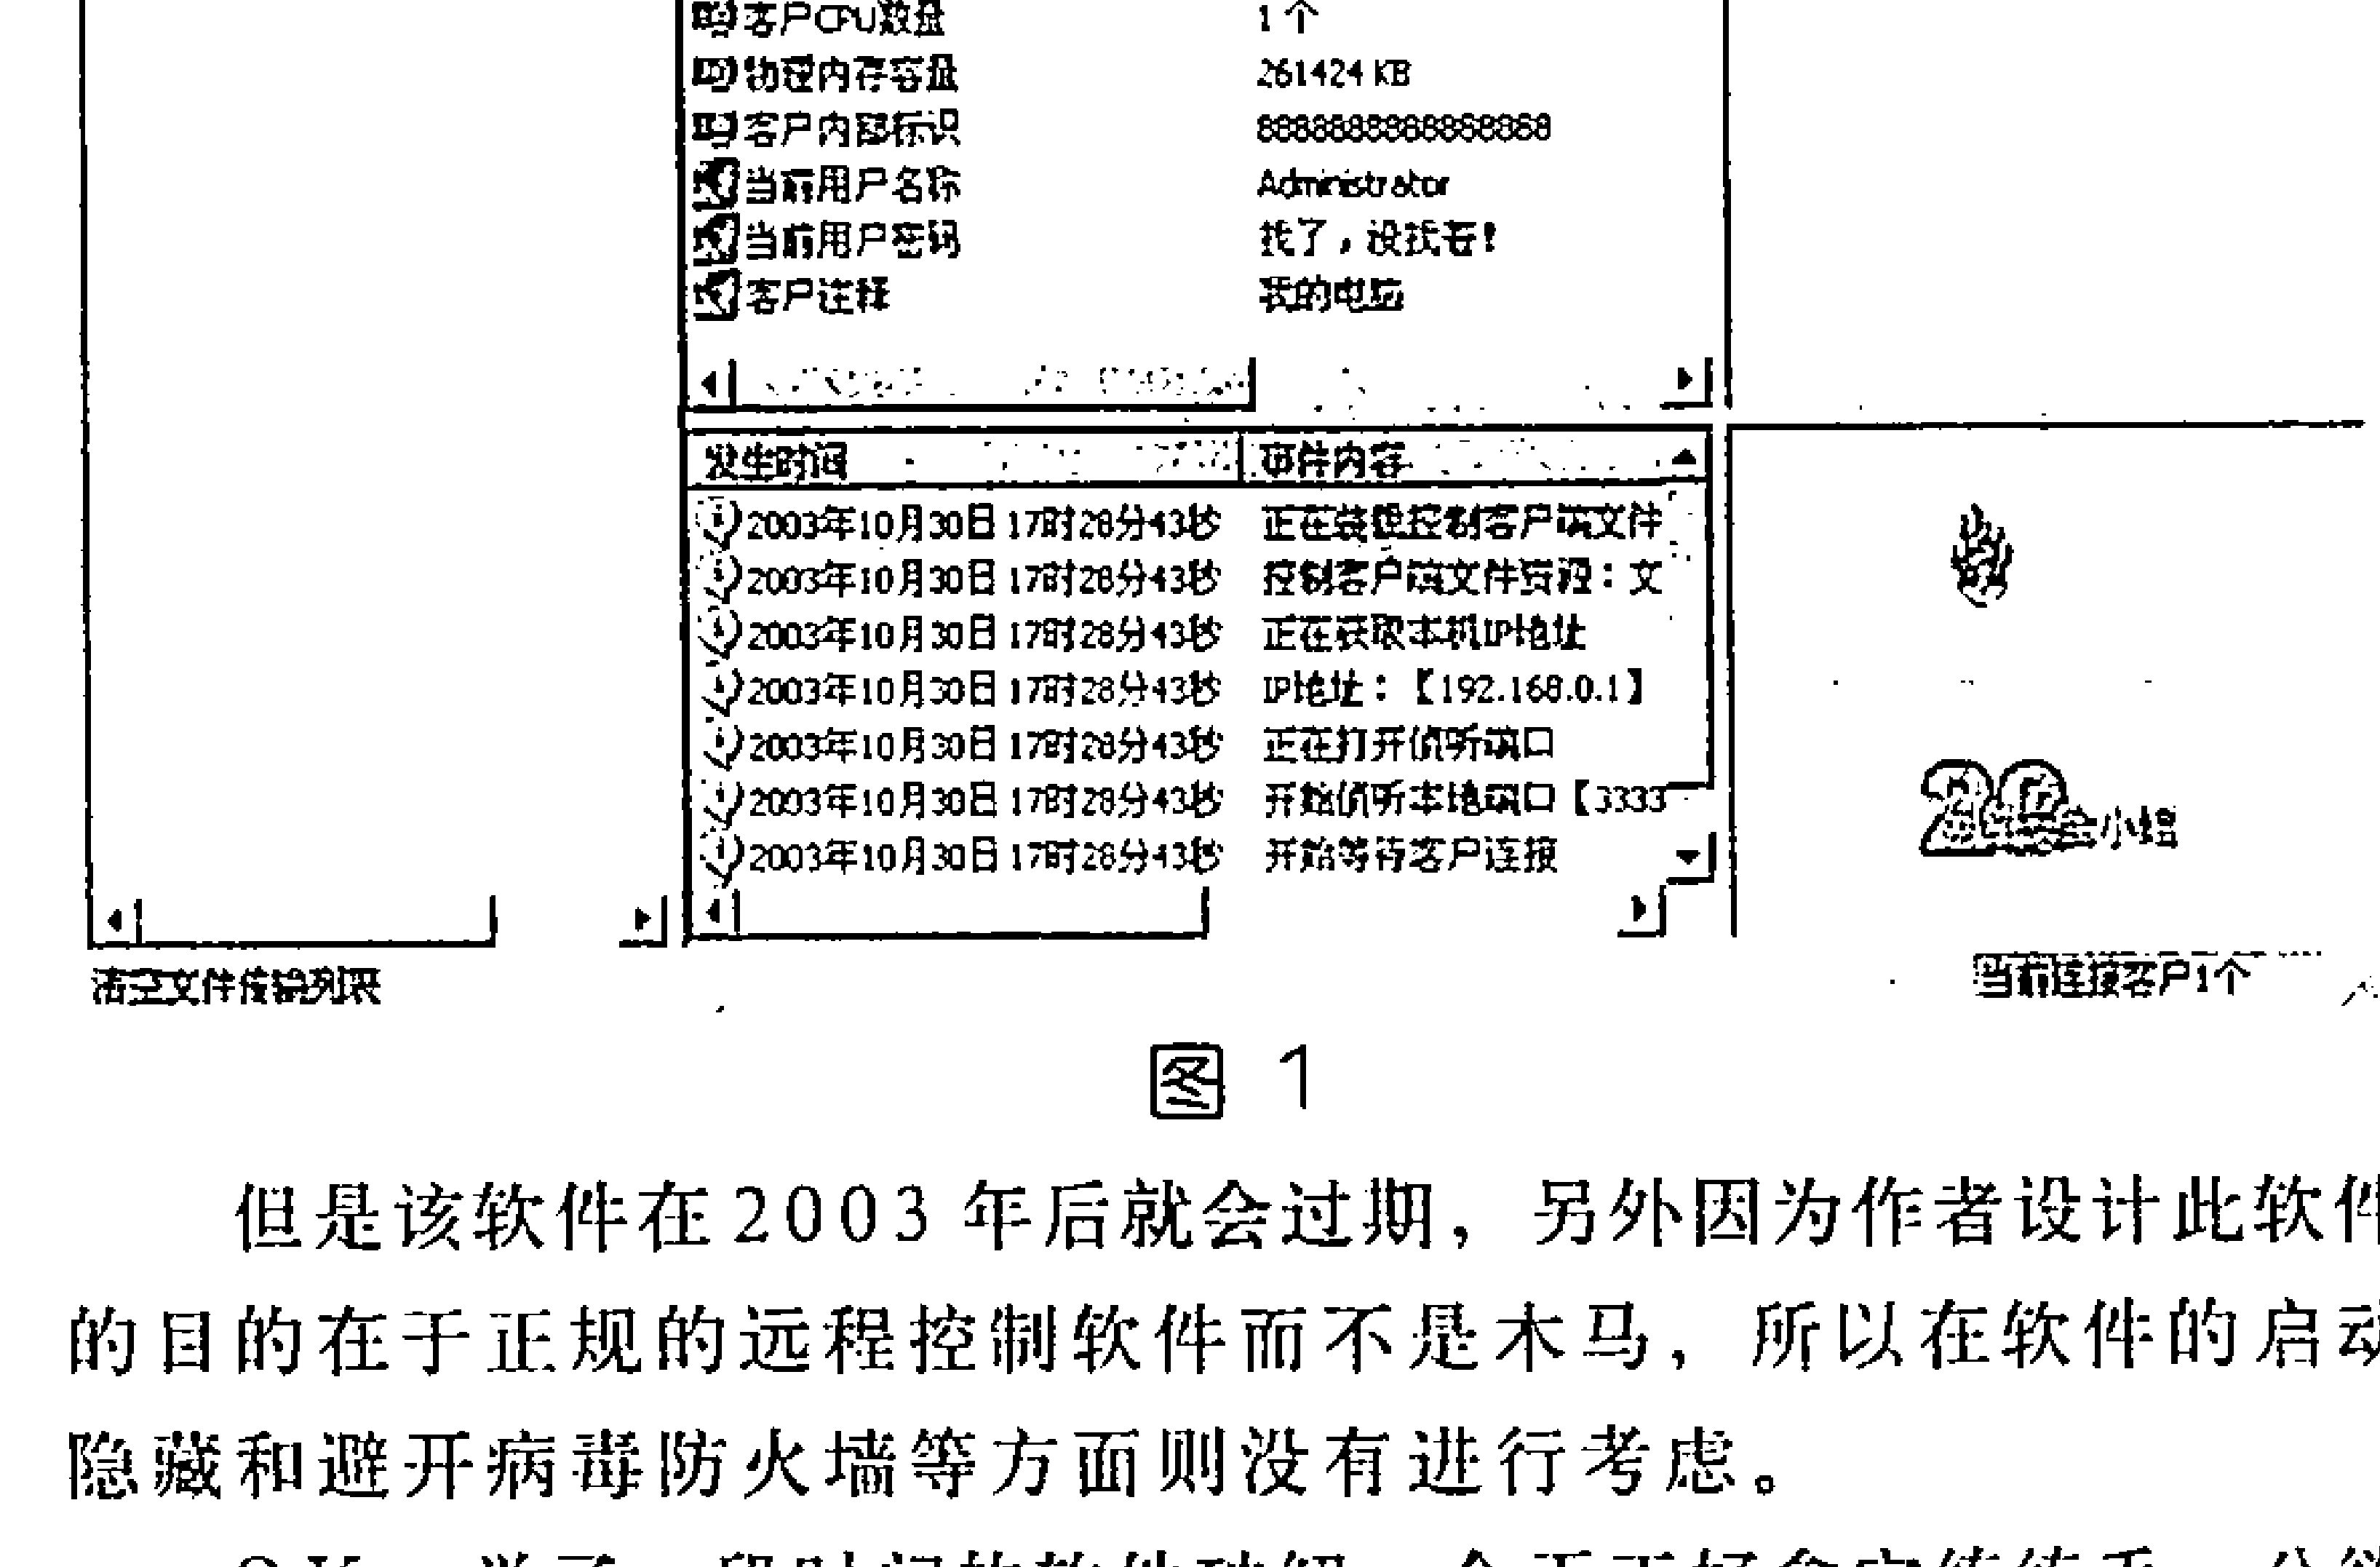 客户CPU数量 1个
物理内存容量 261424 KB
客户内部标识
当前用户名称 Administrator
当前用户密码 找了，没找着！
客户注释 我的电脑
发生时间 事件内容
2003年10月30日 17时28分43秒 正在装载控制客户端文件
2003年10月30日 17时28分43秒 控制客户端文件资源：文
2003年10月30日 17时28分43秒 正在获取本机IP地址
2003年10月30日 17时28分43秒 IP地址：【192.168.0.1】
2003年10月30日 17时28分43秒 正在打开侦听端口
2003年10月30日 17时28分43秒 开始侦听本地端口【3333
2003年10月30日 17时28分43秒 开始等待客户连接
小姐
清空文件传输列表 当前连接客户1个
图 1
但是该软件在2003年后就会过期，另外因为作者设计此软件
的目的在于正规的远程控制软件而不是木马，所以在软件的启动
隐藏和避开病毒防火墙等方面则没有进行考虑。